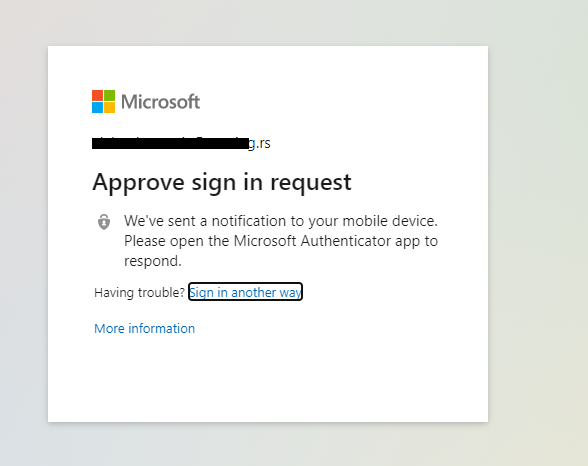 Microsoft
g.rs
Approve sign in request
We've sent a notification to your mobile device.
Please open the Microsoft Authenticator app to
respond.
Having trouble? Sign in another way
More information